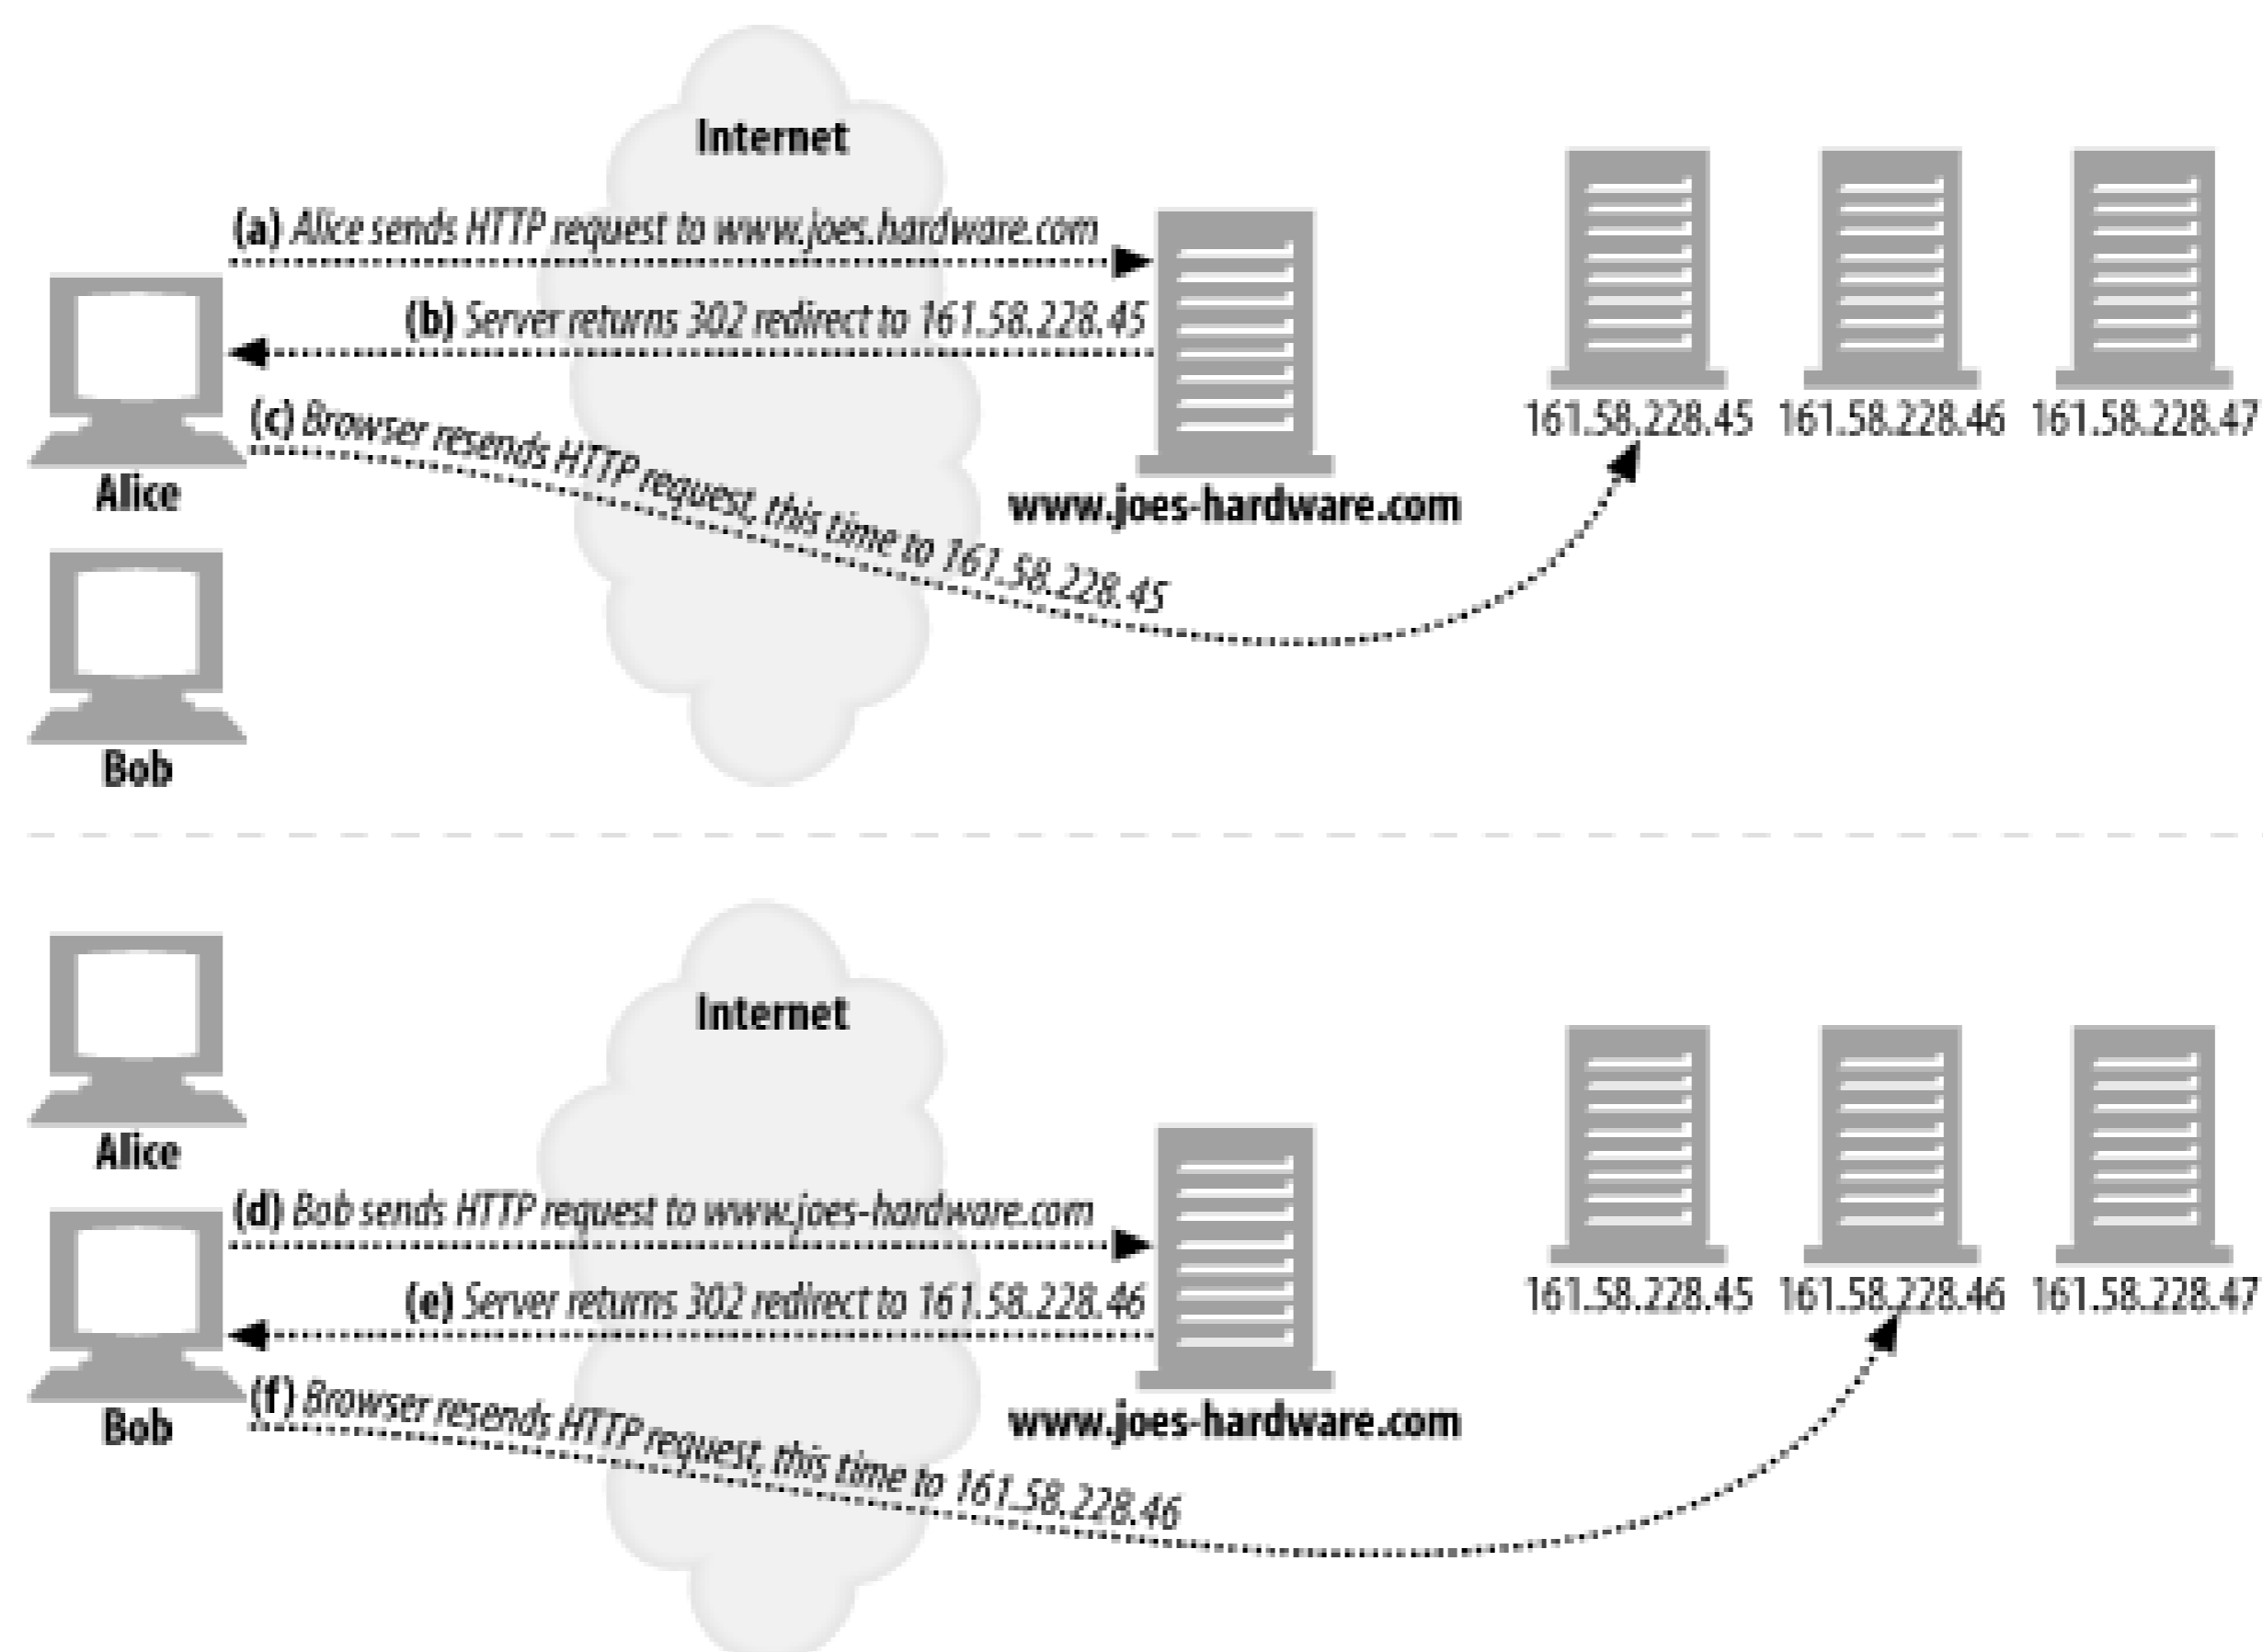 Internet
(a) Alice sends HTTP request to www.joes.hardware.com
(b) Server returns 302 redirect to 161.58.228.45
(c) Browser resends HTTP request, this time to 161.58.228.45
Alice
Bob
www.joes-hardware.com
161.58.228.45
161.58.228.46
161.58.228.47
Internet
Alice
(d) Bob sends HTTP request to www.joes-hardware.com
(e) Server returns 302 redirect to 161.58.228.46
(f) Browser resends HTTP request, this time to 161.58.228.46
Bob
www.joes-hardware.com
161.58.228.45
161.58.228.46
161.58.228.47